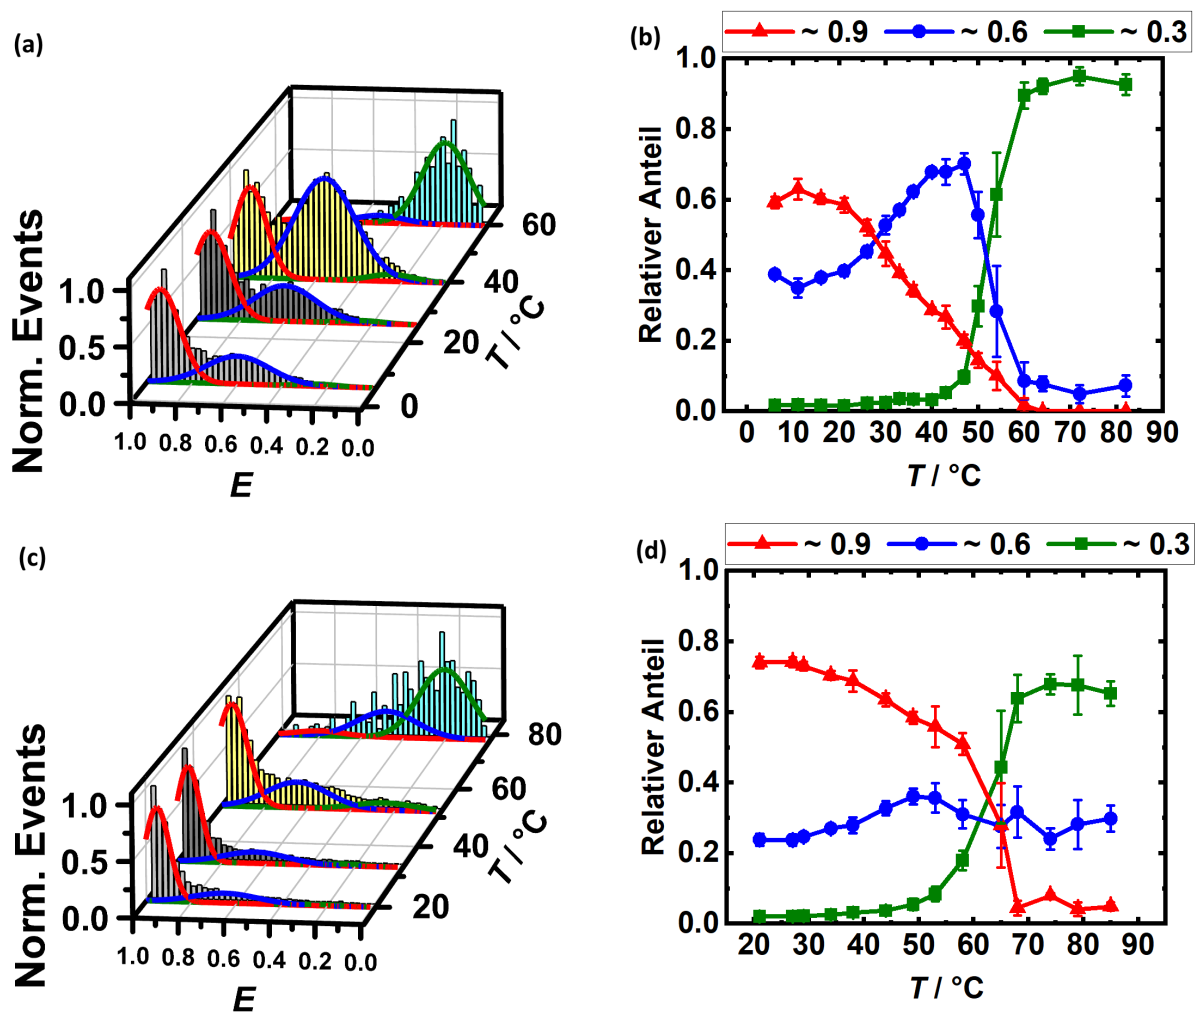 (a)
Norm. Events
1.0
0.5
0.0
1.0 0.8 0.6 0.4 0.2 0.0
E
0
20
40
60
T / °C
(b)
~ 0.9 ~ 0.6 ~ 0.3
Relativer Anteil
1.0
0.8
0.6
0.4
0.2
0.0
0 10 20 30 40 50 60 70 80 90
T / °C
(c)
Norm. Events
1.0
0.5
0.0
1.0 0.8 0.6 0.4 0.2 0.0
E
20
40
60
80
T / °C
(d)
~ 0.9 ~ 0.6 ~ 0.3
Relativer Anteil
1.0
0.8
0.6
0.4
0.2
0.0
20 30 40 50 60 70 80 90
T / °C